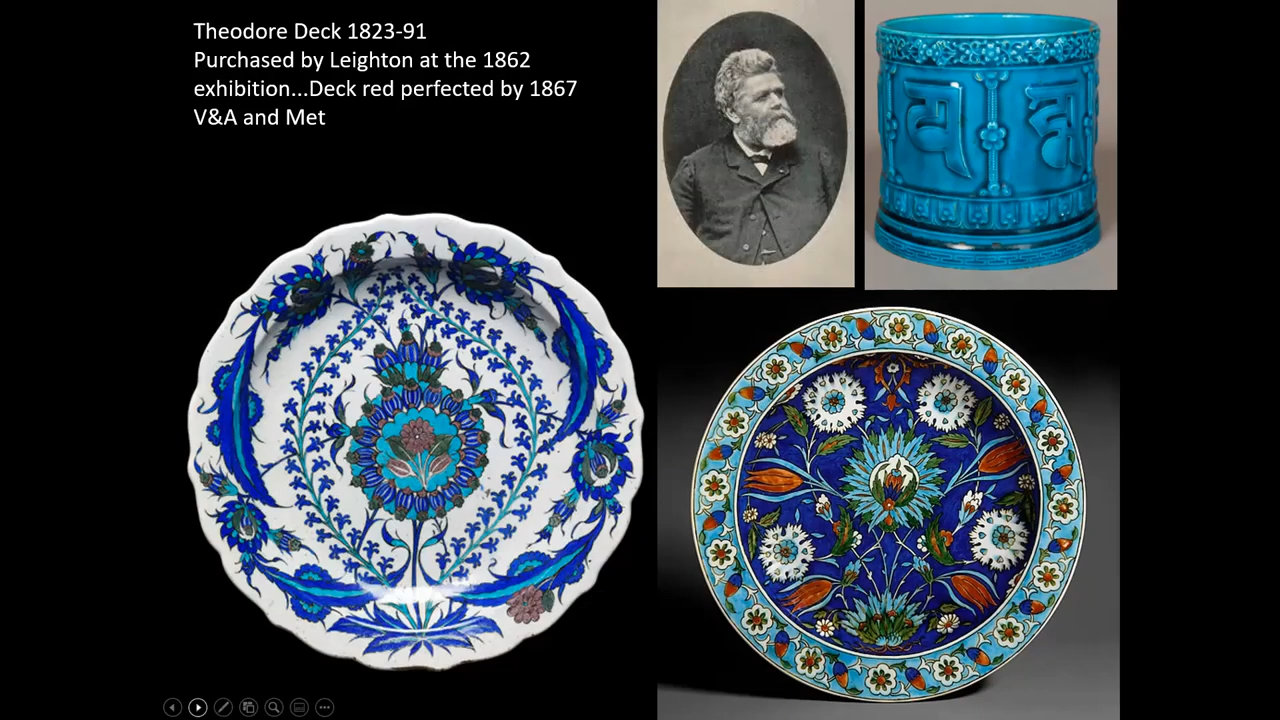 Theodore Deck 1823-91
Purchased by Leighton at the 1862
exhibition...Deck red perfected by 1867
V&A and Met